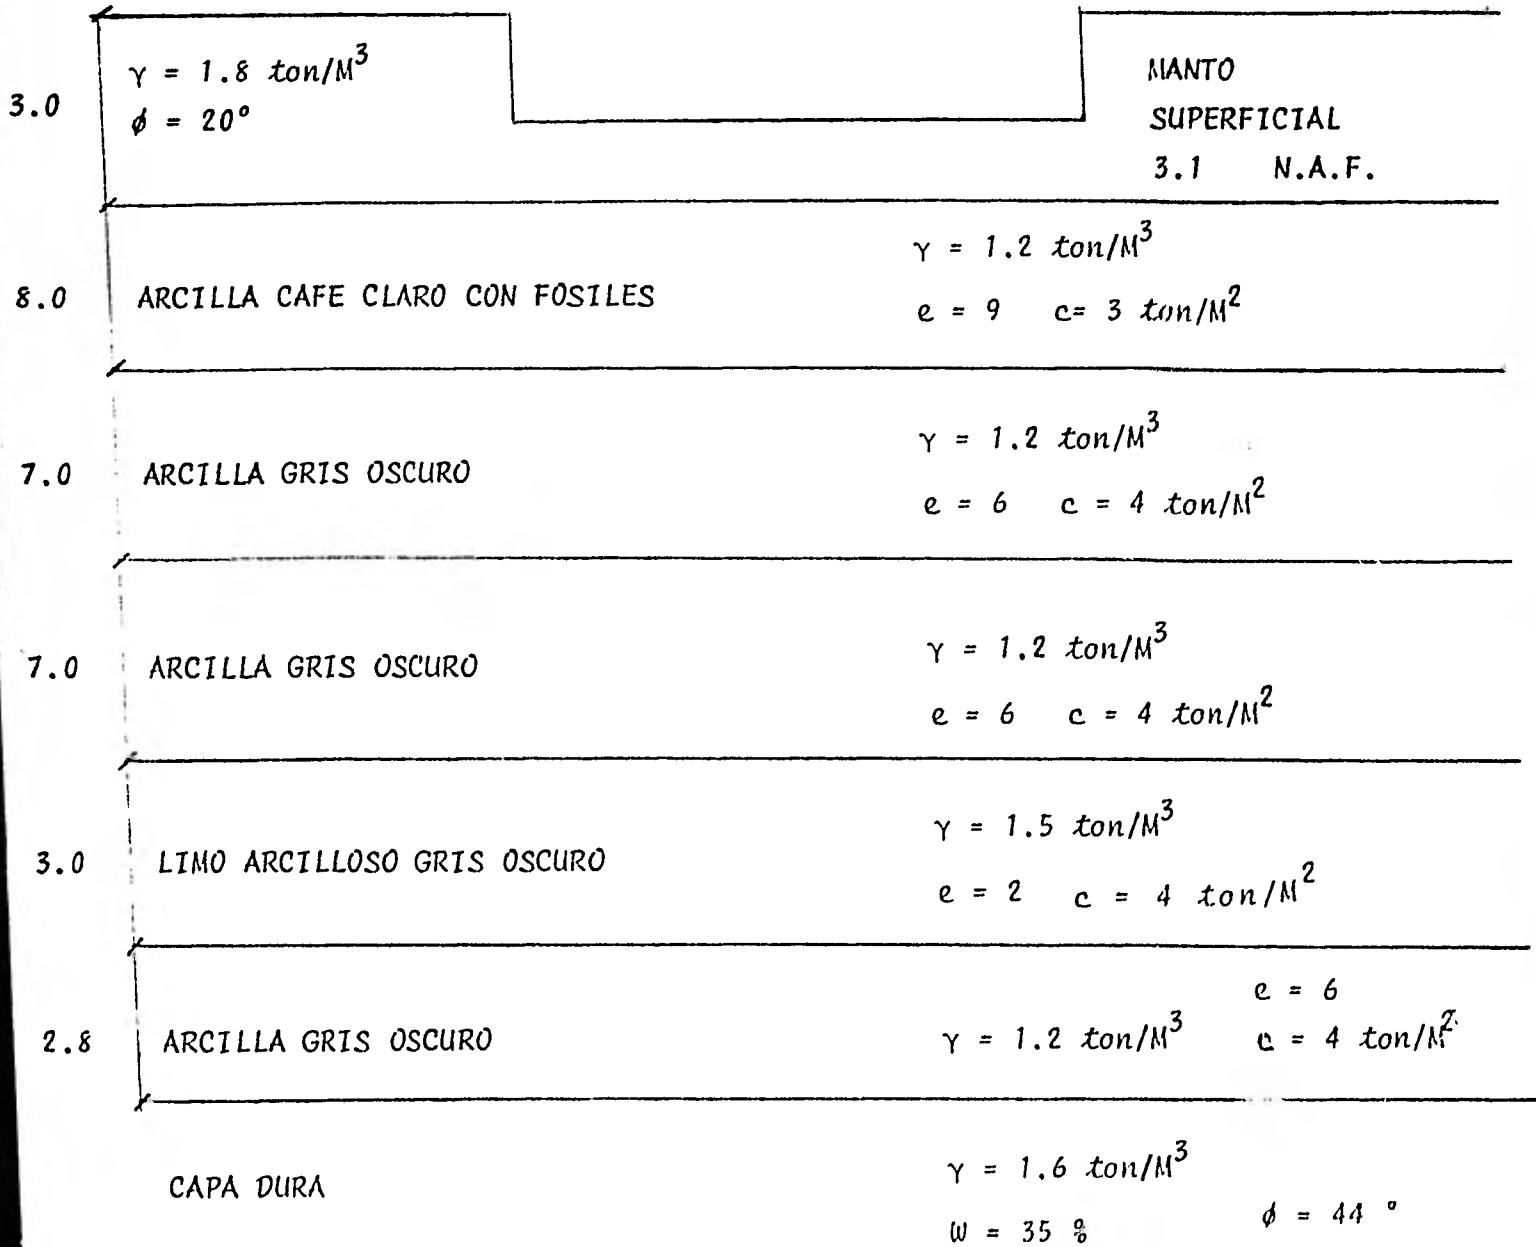 γ = 1.8 ton/M³
3.0
φ = 20°
MANTO
SUPERFICIAL
3.1 N.A.F.
γ = 1.2 ton/M³
8.0 ARCILLA CAFE CLARO CON FOSILES
e = 9 c= 3 ton/M²
γ = 1.2 ton/M³
7.0 ARCILLA GRIS OSCURO
e = 6 c = 4 ton/M²
γ = 1.2 ton/M³
7.0 ARCILLA GRIS OSCURO
e = 6 c = 4 ton/M²
γ = 1.5 ton/M³
3.0 LIMO ARCILLOSO GRIS OSCURO
e = 2 c = 4 ton/M²
e = 6
2.8 ARCILLA GRIS OSCURO γ = 1.2 ton/M³ c = 4 ton/M²
γ = 1.6 ton/M³
CAPA DURA
W = 35 % φ = 44 °